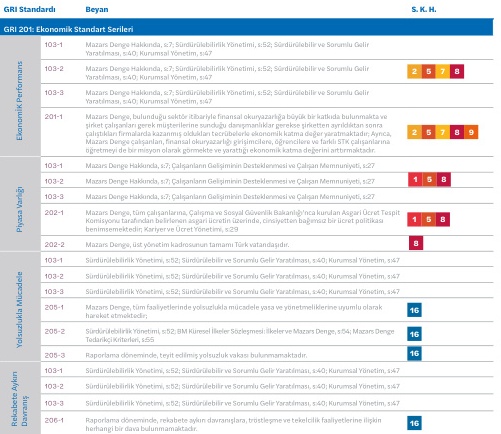 GRI Standardı Beyan S. K. H.
GRI 201: Ekonomik Standart Serileri
Ekonomik Performans
103-1 Mazars Denge Hakkında, s:7; Sürdürülebilirlik Yönetimi, s:52; Sürdürülebilir ve Sorumlu Gelir
Yaratılması, s:40; Kurumsal Yönetim, s:47
103-2 Mazars Denge Hakkında, s:7; Sürdürülebilirlik Yönetimi, s:52; Sürdürülebilir ve Sorumlu Gelir
Yaratılması, s:40; Kurumsal Yönetim, s:47
2 5 7 8
103-3 Mazars Denge Hakkında, s:7; Sürdürülebilirlik Yönetimi, s:52; Sürdürülebilir ve Sorumlu Gelir
Yaratılması, s:40; Kurumsal Yönetim, s:47
201-1 Mazars Denge, bulunduğu sektör itibariyle finansal okuryazarlığa büyük bir katkıda bulunmakta ve
şirket çalışanları gerek müşterilerine sunduğu danışmanlıklar gerekse şirketten ayrıldıktan sonra
çalıştıkları firmalarda kazanmış oldukları tecrübelerle ekonomik katma değer yaratmaktadır; Ayrıca,
Mazars Denge çalışanları, finansal okuryazarlığı girişimcilere, öğrencilere ve farklı STK çalışanlarına
öğretmeyi de bir misyon olarak görmekte ve yarattığı ekonomik katma değerini arttırmaktadır.
2 5 7 8 9
Piyasa Varlığı
103-1 Mazars Denge Hakkında, s:7; Çalışanların Gelişiminin Desteklenmesi ve Çalışan Memnuniyeti, s:27
103-2 Mazars Denge Hakkında, s:7; Çalışanların Gelişiminin Desteklenmesi ve Çalışan Memnuniyeti, s:27
1 5 8
103-3 Mazars Denge Hakkında, s:7; Çalışanların Gelişiminin Desteklenmesi ve Çalışan Memnuniyeti, s:27
202-1 Mazars Denge, tüm çalışanlarına, Çalışma ve Sosyal Güvenlik Bakanlığı'nca kurulan Asgari Ücret Tespit
Komisyonu tarafından belirlenen asgari ücretin üzerinde, cinsiyetten bağımsız bir ücret politikası
benimsemektedir; Kariyer ve Ücret Yönetimi, s:29
1 5 8
202-2 Mazars Denge, üst yönetim kadrosunun tamamı Türk vatandaşıdır.
8
Yolsuzlukla Mücadele
103-1 Sürdürülebilirlik Yönetimi, s:52; Sürdürülebilir ve Sorumlu Gelir Yaratılması, s:40; Kurumsal Yönetim, s:47
103-2 Sürdürülebilirlik Yönetimi, s:52; Sürdürülebilir ve Sorumlu Gelir Yaratılması, s:40; Kurumsal Yönetim, s:47
103-3 Sürdürülebilirlik Yönetimi, s:52; Sürdürülebilir ve Sorumlu Gelir Yaratılması, s:40; Kurumsal Yönetim, s:47
205-1 Mazars Denge, tüm faaliyetlerinde yolsuzlukla mücadele yasa ve yönetmeliklerine uyumlu olarak
hareket etmektedir;
16
205-2 Sürdürülebilirlik Yönetimi, s:52; BM Küresel İlkeler Sözleşmesi: İlkeler ve Mazars Denge, s:54; Mazars Denge
Tedarikçi Kriterleri, s:55
16
205-3 Raporlama döneminde, teyit edilmiş yolsuzluk vakası bulunmamaktadır.
16
Rekabete Aykırı
Davranış
103-1 Sürdürülebilirlik Yönetimi, s:52; Sürdürülebilir ve Sorumlu Gelir Yaratılması, s:40; Kurumsal Yönetim, s:47
103-2 Sürdürülebilirlik Yönetimi, s:52; Sürdürülebilir ve Sorumlu Gelir Yaratılması, s:40; Kurumsal Yönetim, s:47
103-3 Sürdürülebilirlik Yönetimi, s:52; Sürdürülebilir ve Sorumlu Gelir Yaratılması, s:40; Kurumsal Yönetim, s:47
206-1 Raporlama döneminde, rekabete aykırı davranışlara, tröstleşme ve tekelcilik faaliyetlerine ilişkin
herhangi bir dava bulunmamaktadır.
16